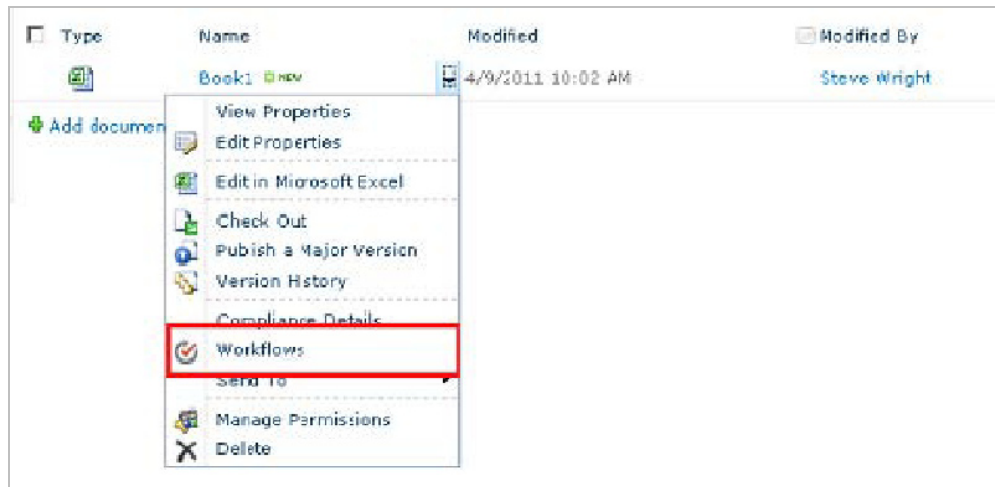 Type Name Modified Modified By
Book1 NEW 4/9/2011 10:02 AM Steve Wright
Add documen
View Properties
Edit Properties
Edit in Microsoft Excel
Check Out
Publish a Major Version
Version History
Compliance Details
Workflows
Send To
Manage Permissions
Delete